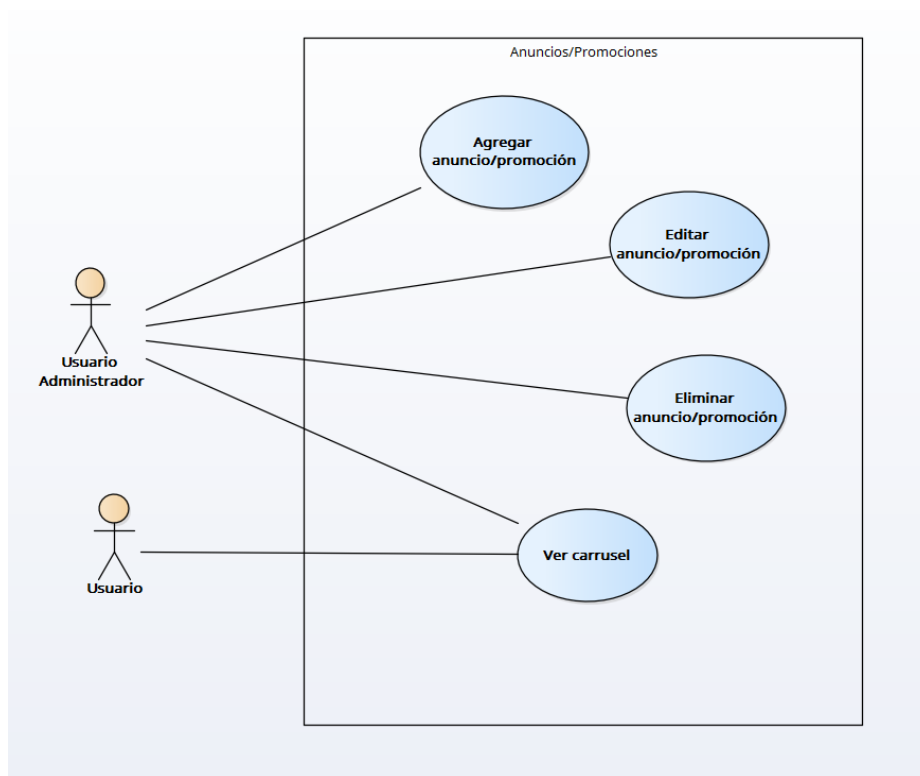 Anuncios/Promociones
Agregar
anuncio/promoción
Editar
anuncio/promoción
Usuario
Administrador
Eliminar
anuncio/promoción
Ver carrusel
Usuario